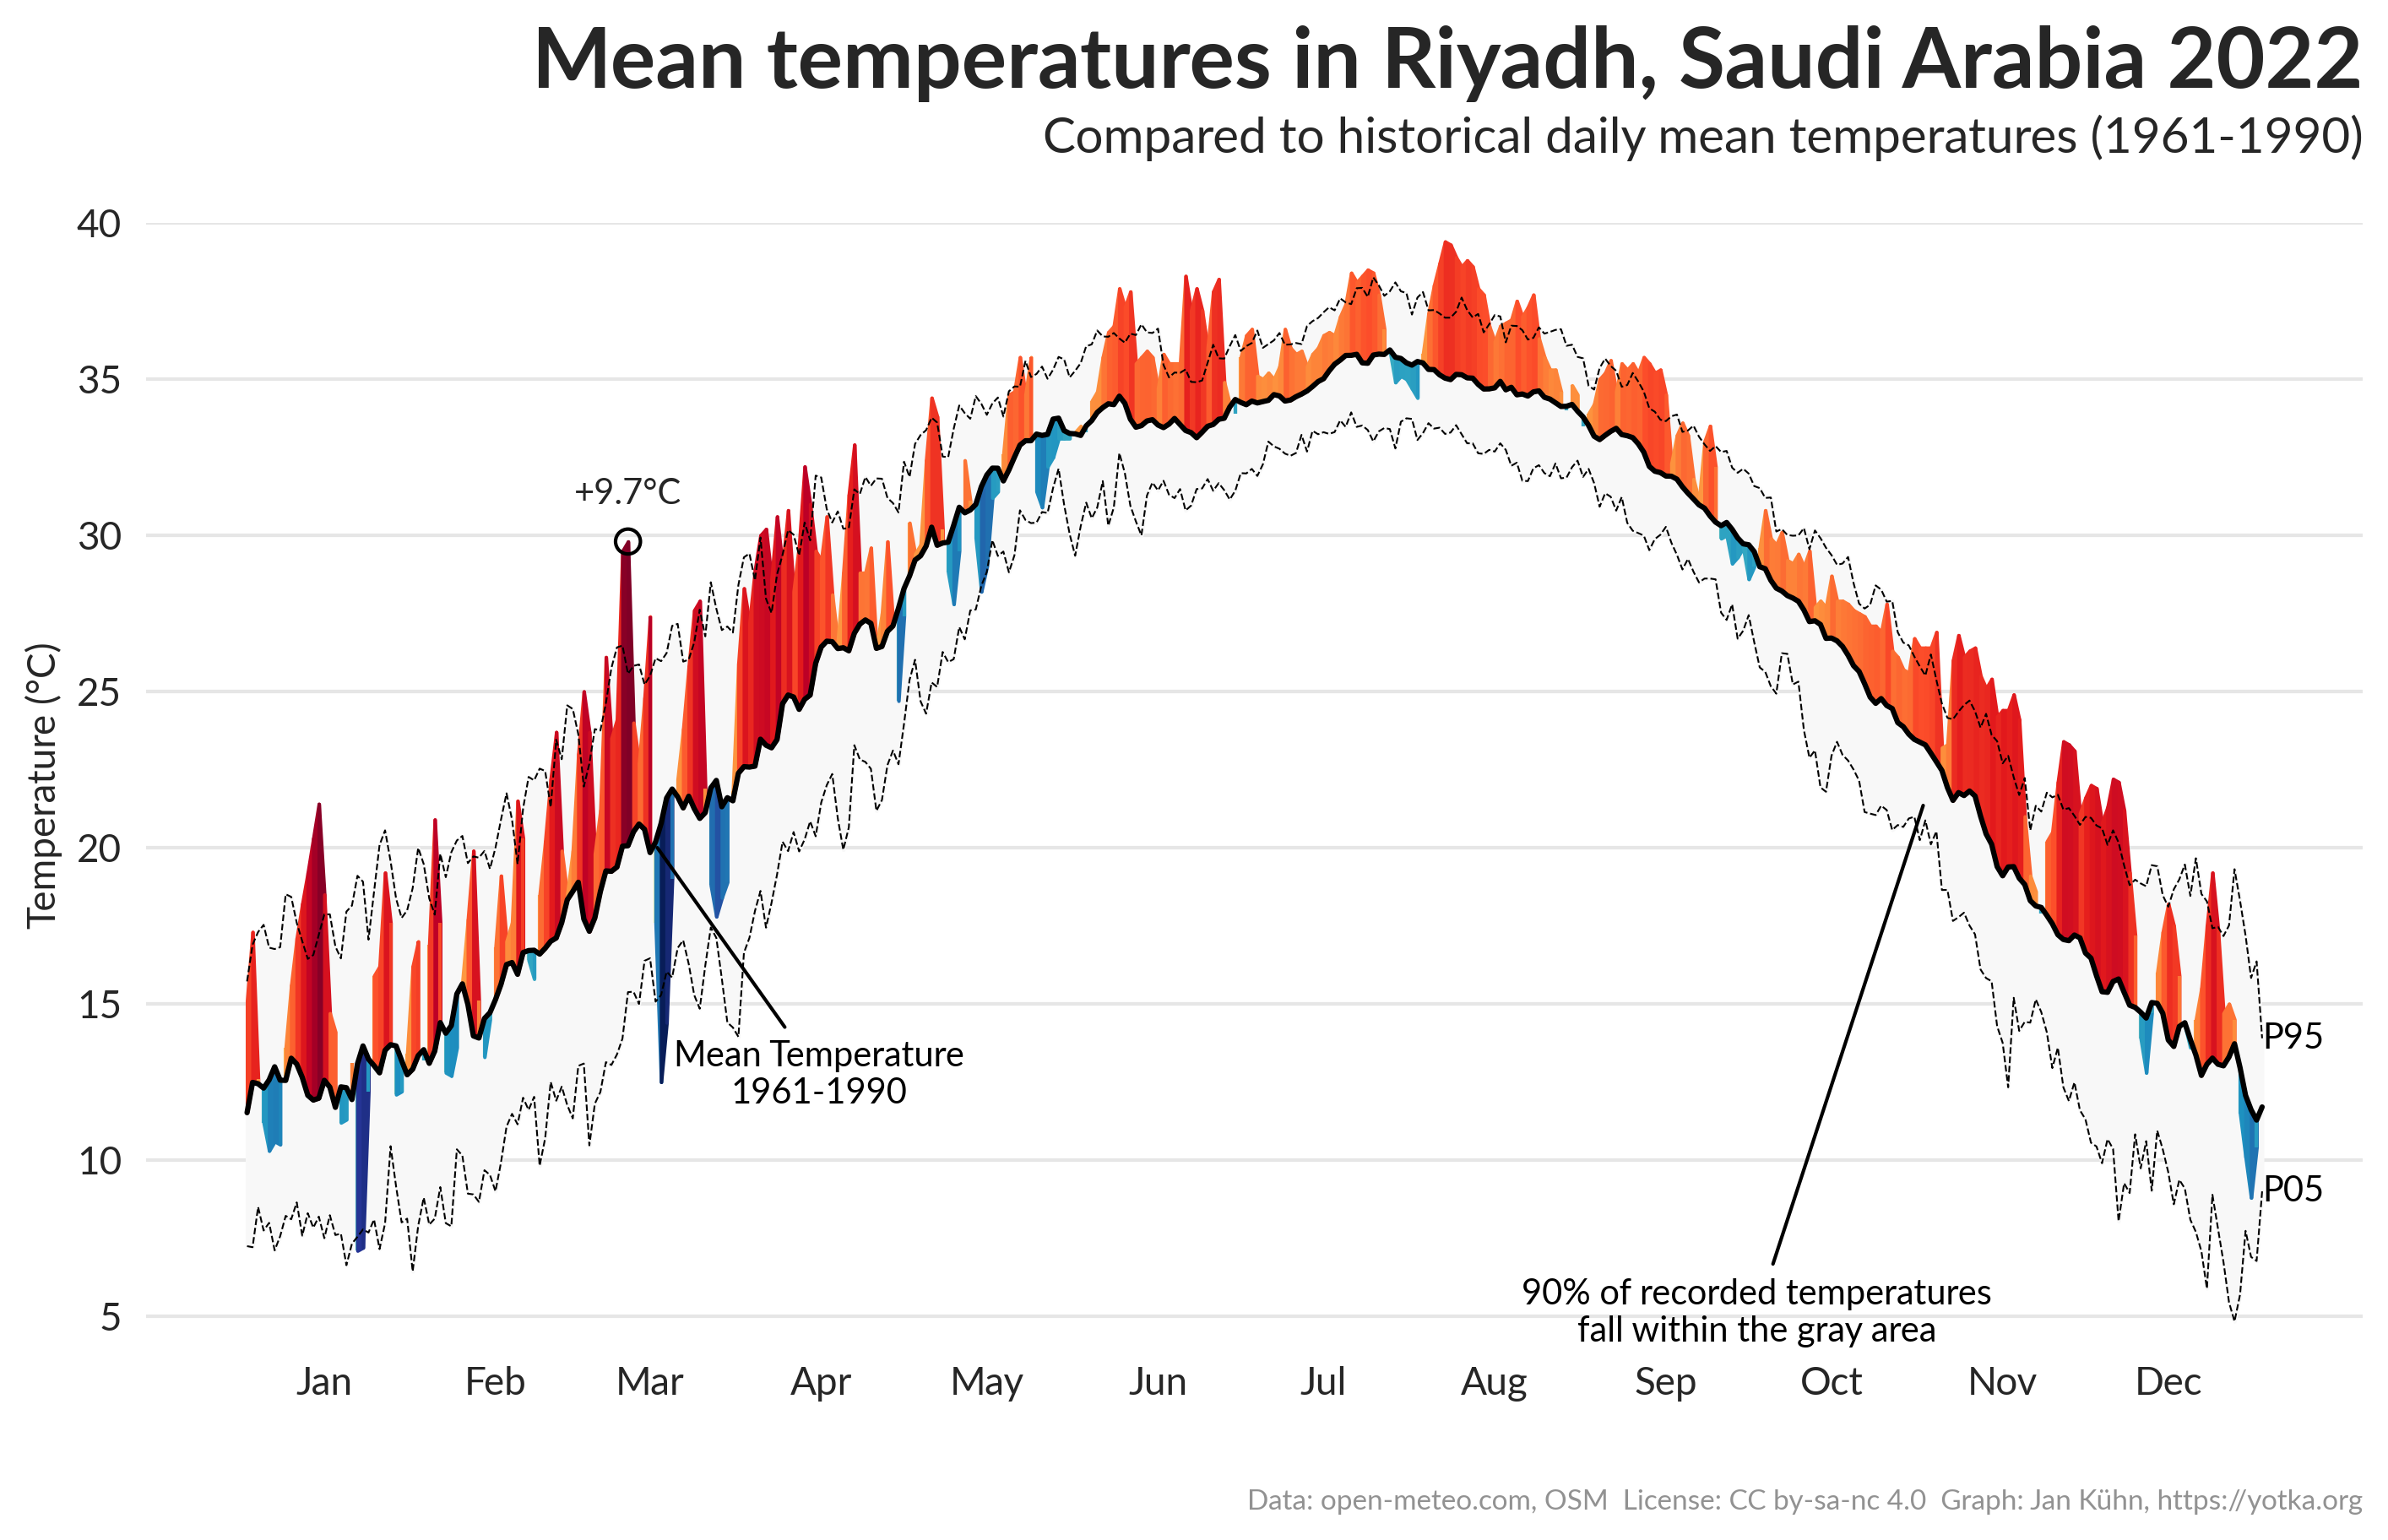 Mean temperatures in Riyadh, Saudi Arabia 2022
Compared to historical daily mean temperatures (1961-1990)
40
35
30
25
20
15
10
5
Temperature (°C)
+9.7°C
Mean Temperature
1961-1990
P95
P05
90% of recorded temperatures
fall within the gray area
Jan Feb Mar Apr May Jun Jul Aug Sep Oct Nov Dec
Data: open-meteo.com, OSM  License: CC by-sa-nc 4.0  Graph: Jan Kühn, https://yotka.org